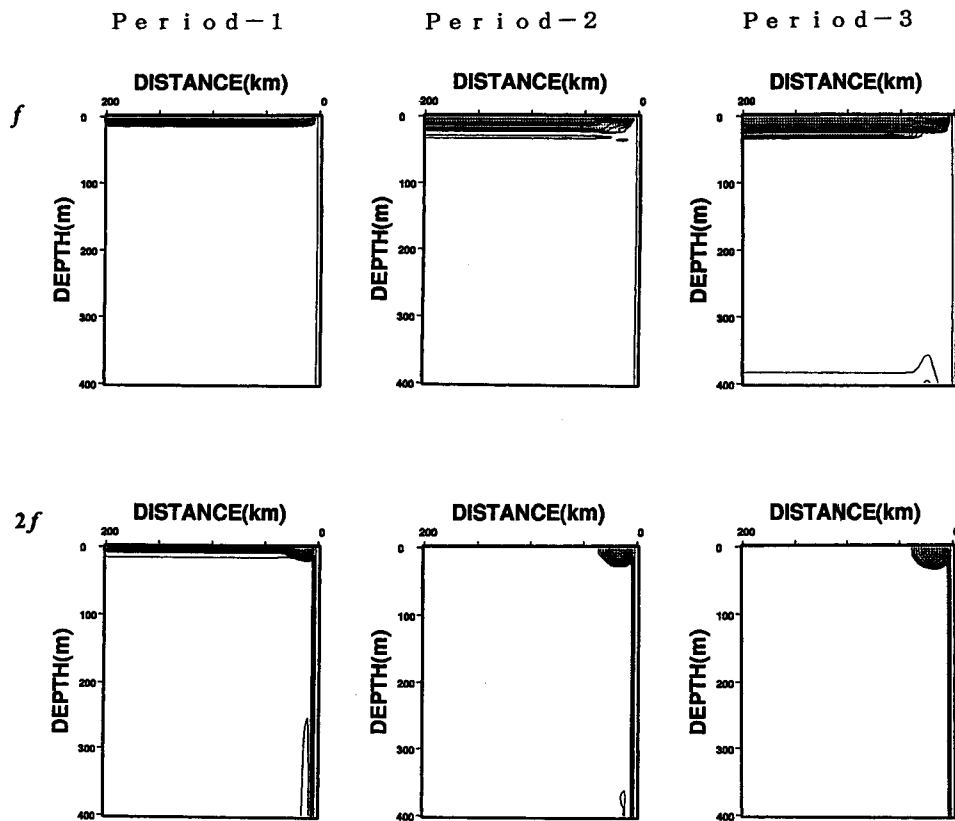 Period-1 Period-2 Period-3
f
DISTANCE(km) DISTANCE(km) DISTANCE(km)
200 0 200 0 200 0
DEPTH(m) DEPTH(m) DEPTH(m)
0 0 0
100 100 100
200 200 200
300 300 300
400 400 400
2f
DISTANCE(km) DISTANCE(km) DISTANCE(km)
200 0 200 0 200 0
DEPTH(m) DEPTH(m) DEPTH(m)
0 0 0
100 100 100
200 200 200
300 300 300
400 400 400